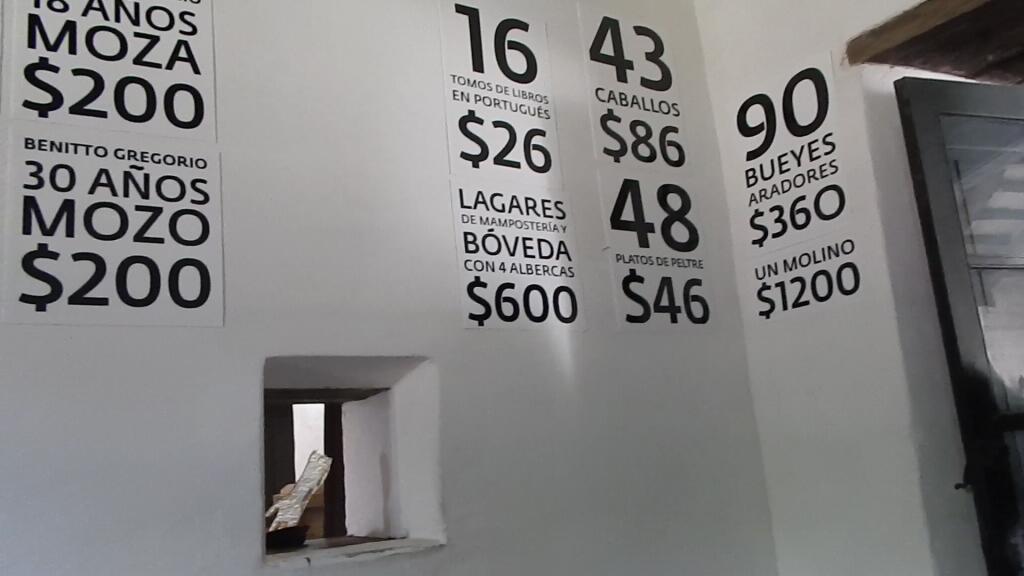 18 AÑOS
MOZA
$200
BENITTO GREGORIO
30 AÑOS
MOZO
$200
16
TOMOS DE LIBROS
EN PORTUGUÉS
$26
LAGARES
DE MAMPOSTERÍA Y
BÓVEDA
CON 4 ALBERCAS
$600
43
CABALLOS
$86
48
PLATOS DE PELTRE
$46
90
BUEYES
ARADORES
$360
UN MOLINO
$1200